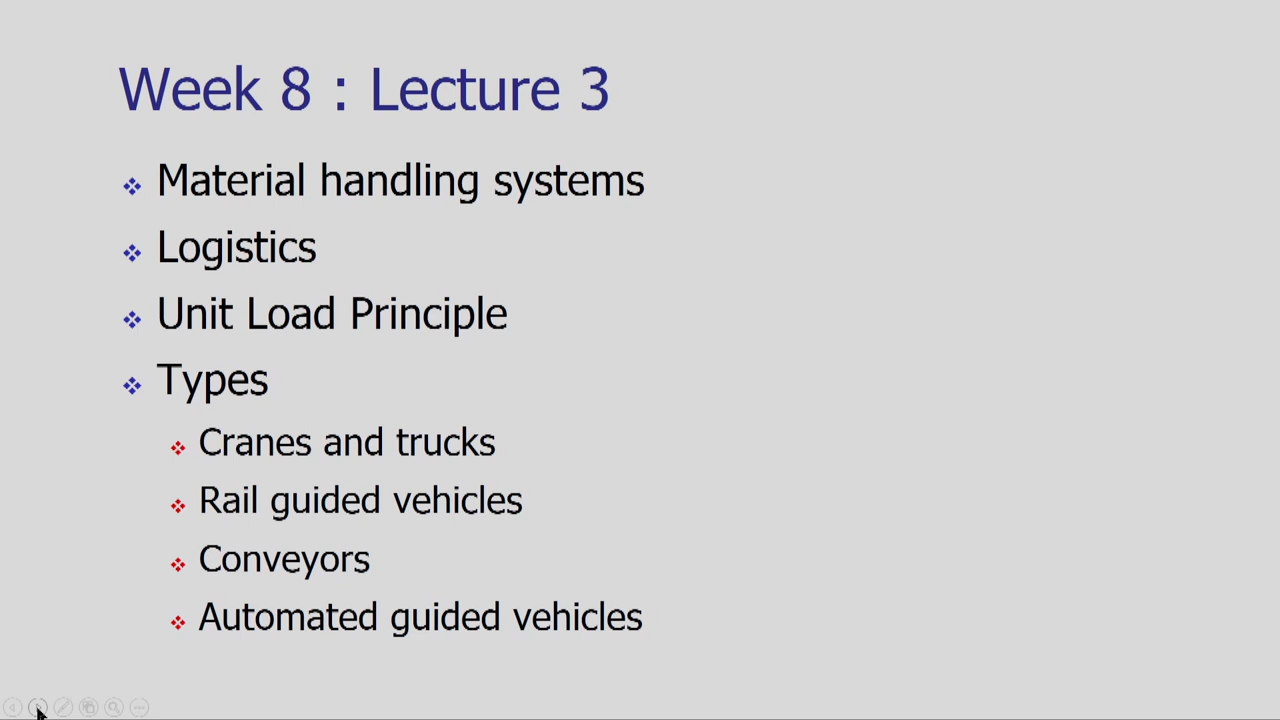 Week 8 : Lecture 3
Material handling systems
Logistics
Unit Load Principle
Types
Cranes and trucks
Rail guided vehicles
Conveyors
Automated guided vehicles